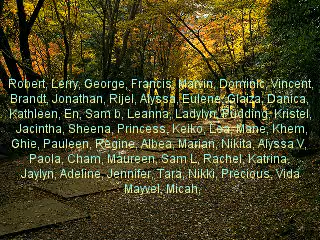 Robert, Lerry, George, Francis, Marvin, Dominic, Vincent,
Brandt, Jonathan, Rijel, Alyssa, Eulene, Glaiza, Danica,
Kathleen, En, Sam b, Leanna, Ladylyn, Pudding, Kristel,
Jacintha, Sheena, Princess, Keiko, Lea, Mane, Khem,
Ghie, Pauleen, Regine, Albea, Marian, Nikita, Alyssa V,
Paola, Cham, Maureen, Sam L, Rachel, Katrina,
Jaylyn, Adeline, Jennifer, Tara, Nikki, Precious, Vida
Mayvel, Micah,